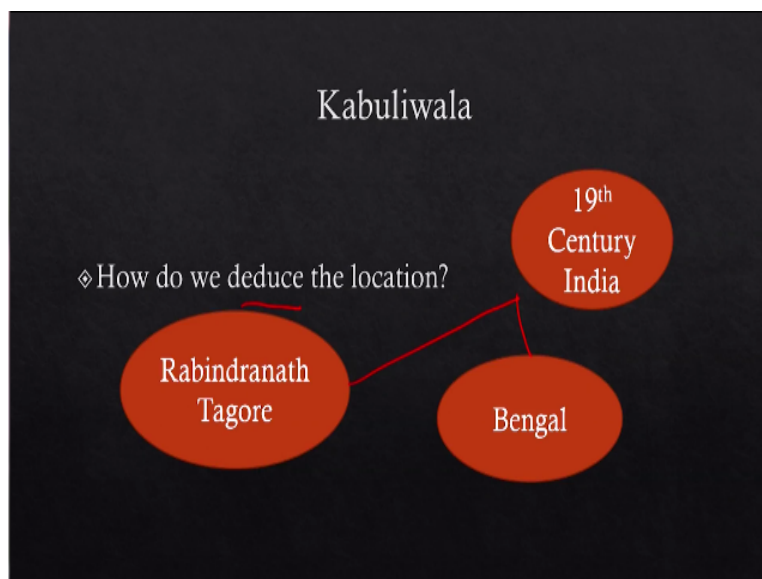 Kabuliwala
19th
Century
India
How do we deduce the location?
Rabindranath
Tagore
Bengal